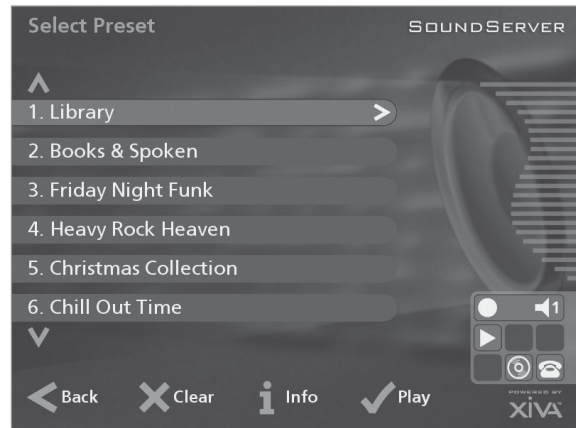 Select Preset
SOUNDSERVER
1. Library
2. Books & Spoken
3. Friday Night Funk
4. Heavy Rock Heaven
5. Christmas Collection
6. Chill Out Time
1
Back
Clear
Info
Play
POWERED BY
XiVA